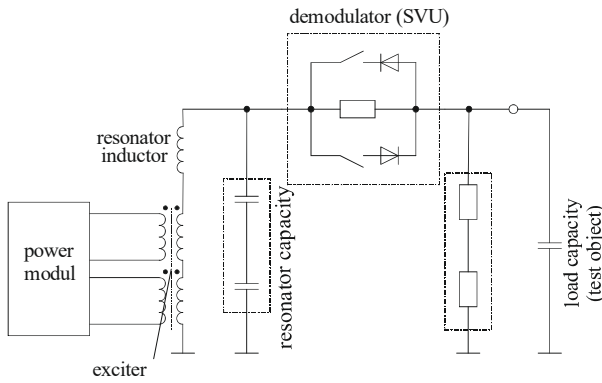 demodulator (SVU)
resonator
inductor
power
modul
resonator capacity
load capacity
(test object)
exciter